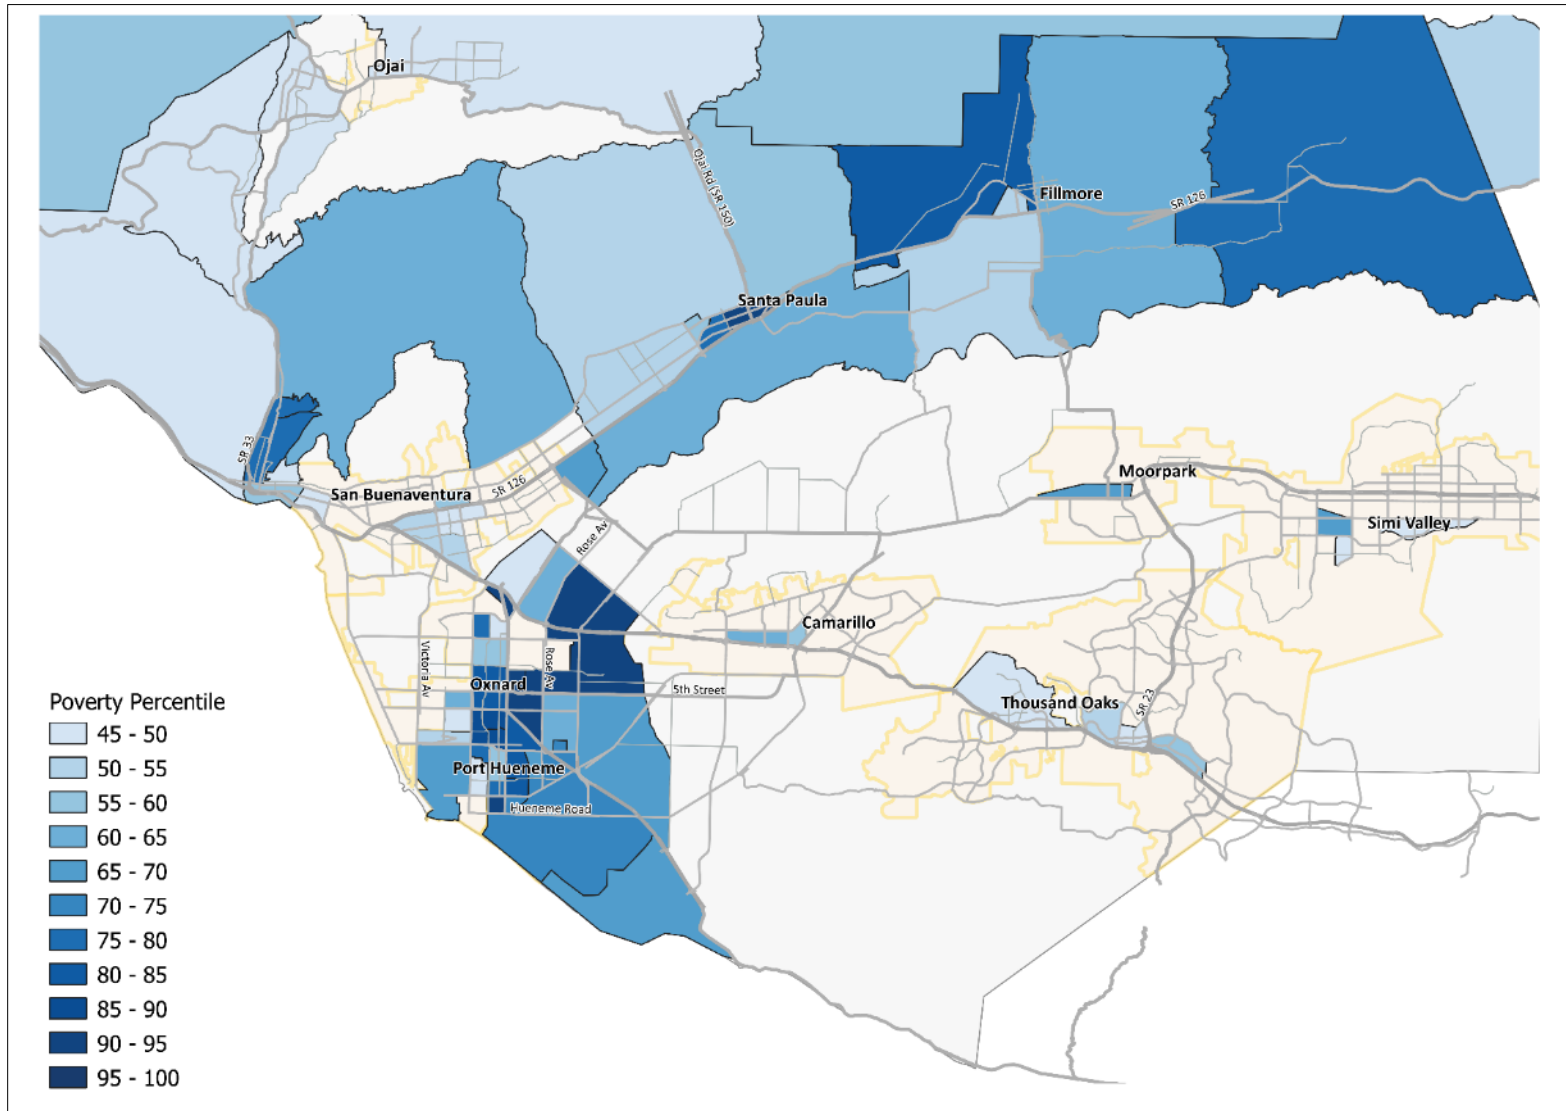 Ojai
Ojai Rd (SR 150)
Fillmore
SR 126
Santa Paula
SR 33
San Buenaventura
SR 126
Moorpark
Simi Valley
Rose Av
Camarillo
Victoria Av
Rose Av
Oxnard
5th Street
Thousand Oaks
SR 23
Port Hueneme
Hueneme Road
Poverty Percentile
45 - 50
50 - 55
55 - 60
60 - 65
65 - 70
70 - 75
75 - 80
80 - 85
85 - 90
90 - 95
95 - 100